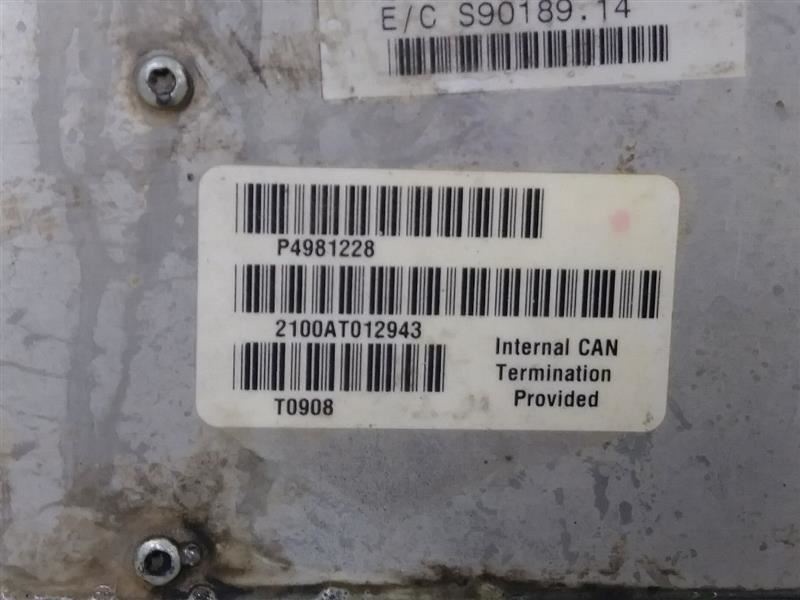 E/C S90189.14
P4981228
2100AT012943
T0908
Internal CAN
Termination
Provided